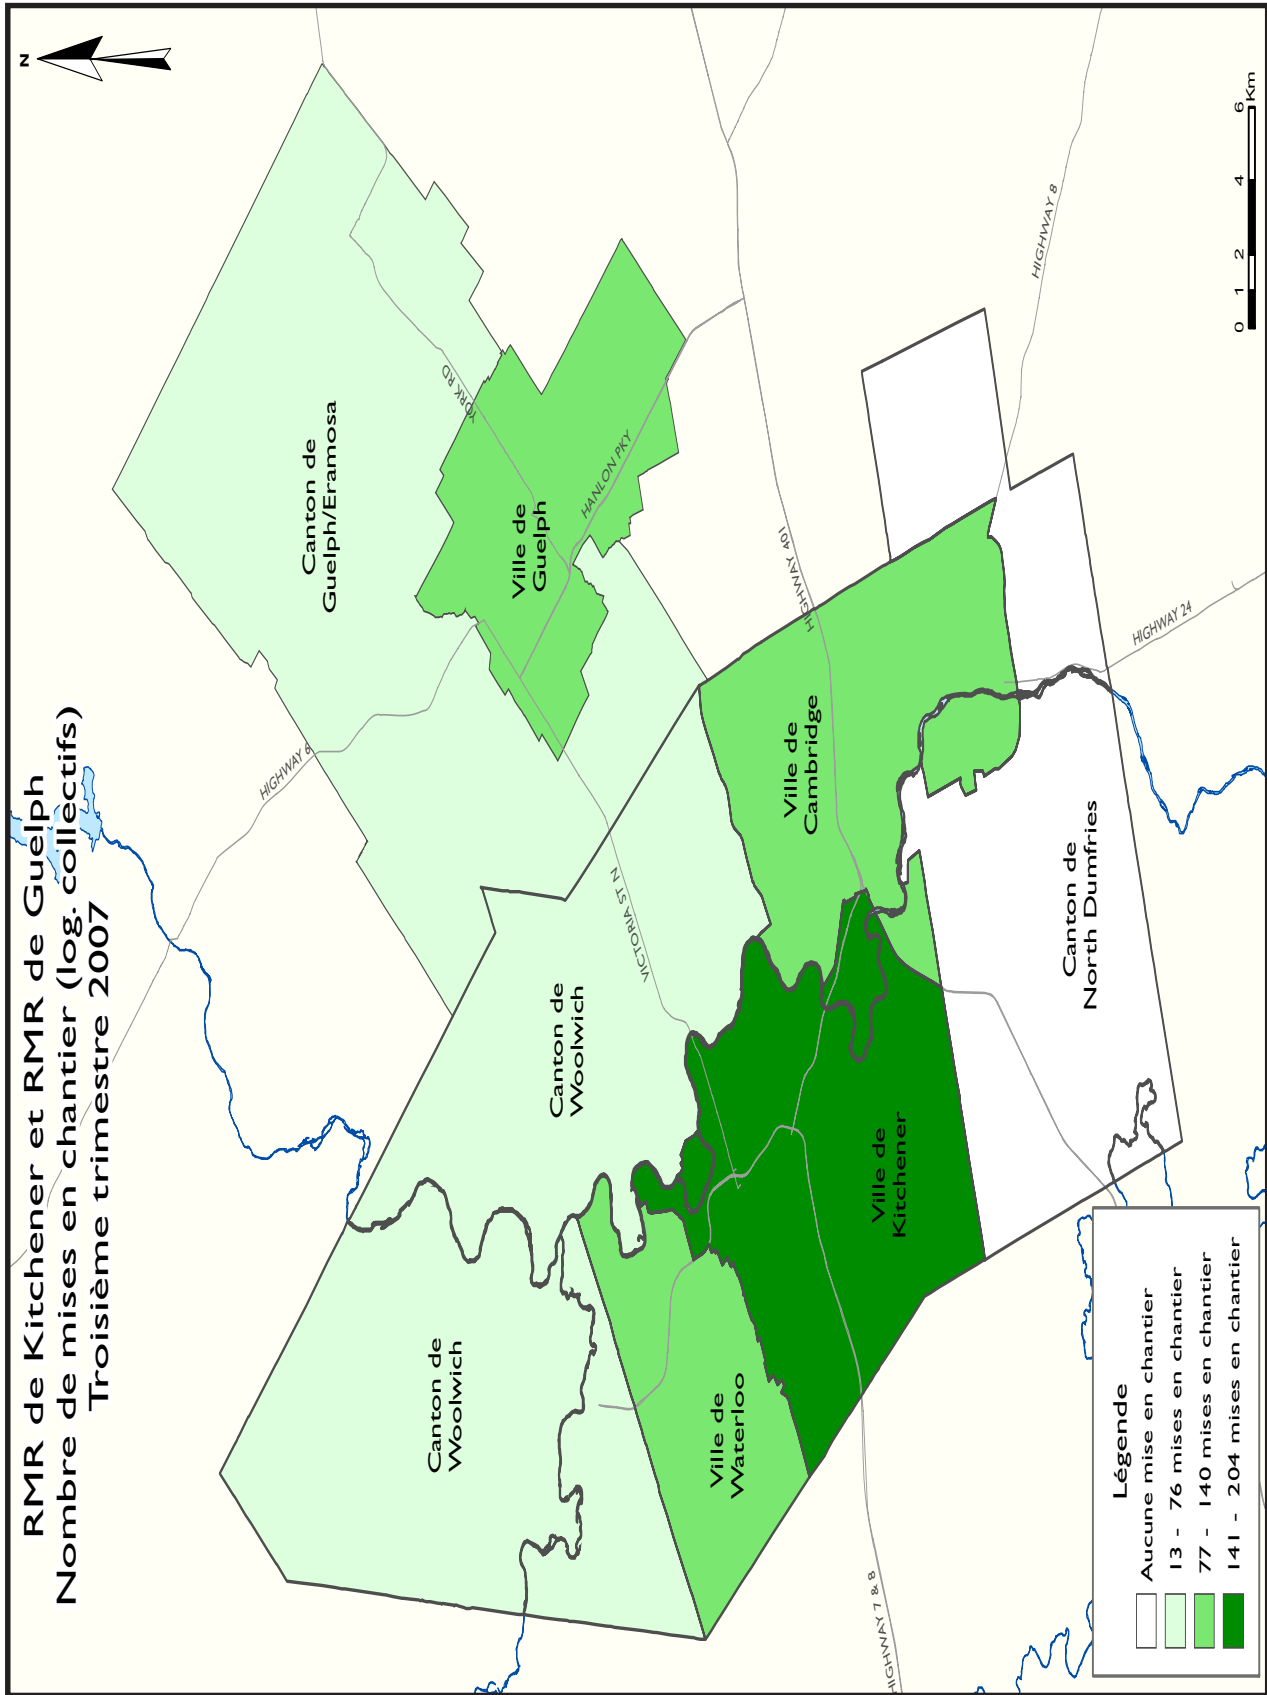 RMR de Kitchener et RMR de Guelph
Nombre de mises en chantier (log. collectifs)
Troisième trimestre 2007
N
Canton de
Guelph/Eramosa
YORK RD
HIGHWAY 6
Ville de
Guelph
HANLON PKY
VICTORIA ST N
Canton de
Woolwich
Canton de
Woolwich
HIGHWAY 401
HIGHWAY 8
Ville de
Cambridge
Ville de
Waterloo
Ville de
Kitchener
Canton de
North Dumfries
HIGHWAY 24
HIGHWAY 7 & 8
Légende
Aucune mise en chantier
13 - 76 mises en chantier
77 - 140 mises en chantier
141 - 204 mises en chantier
0 1 2 4 6
Km